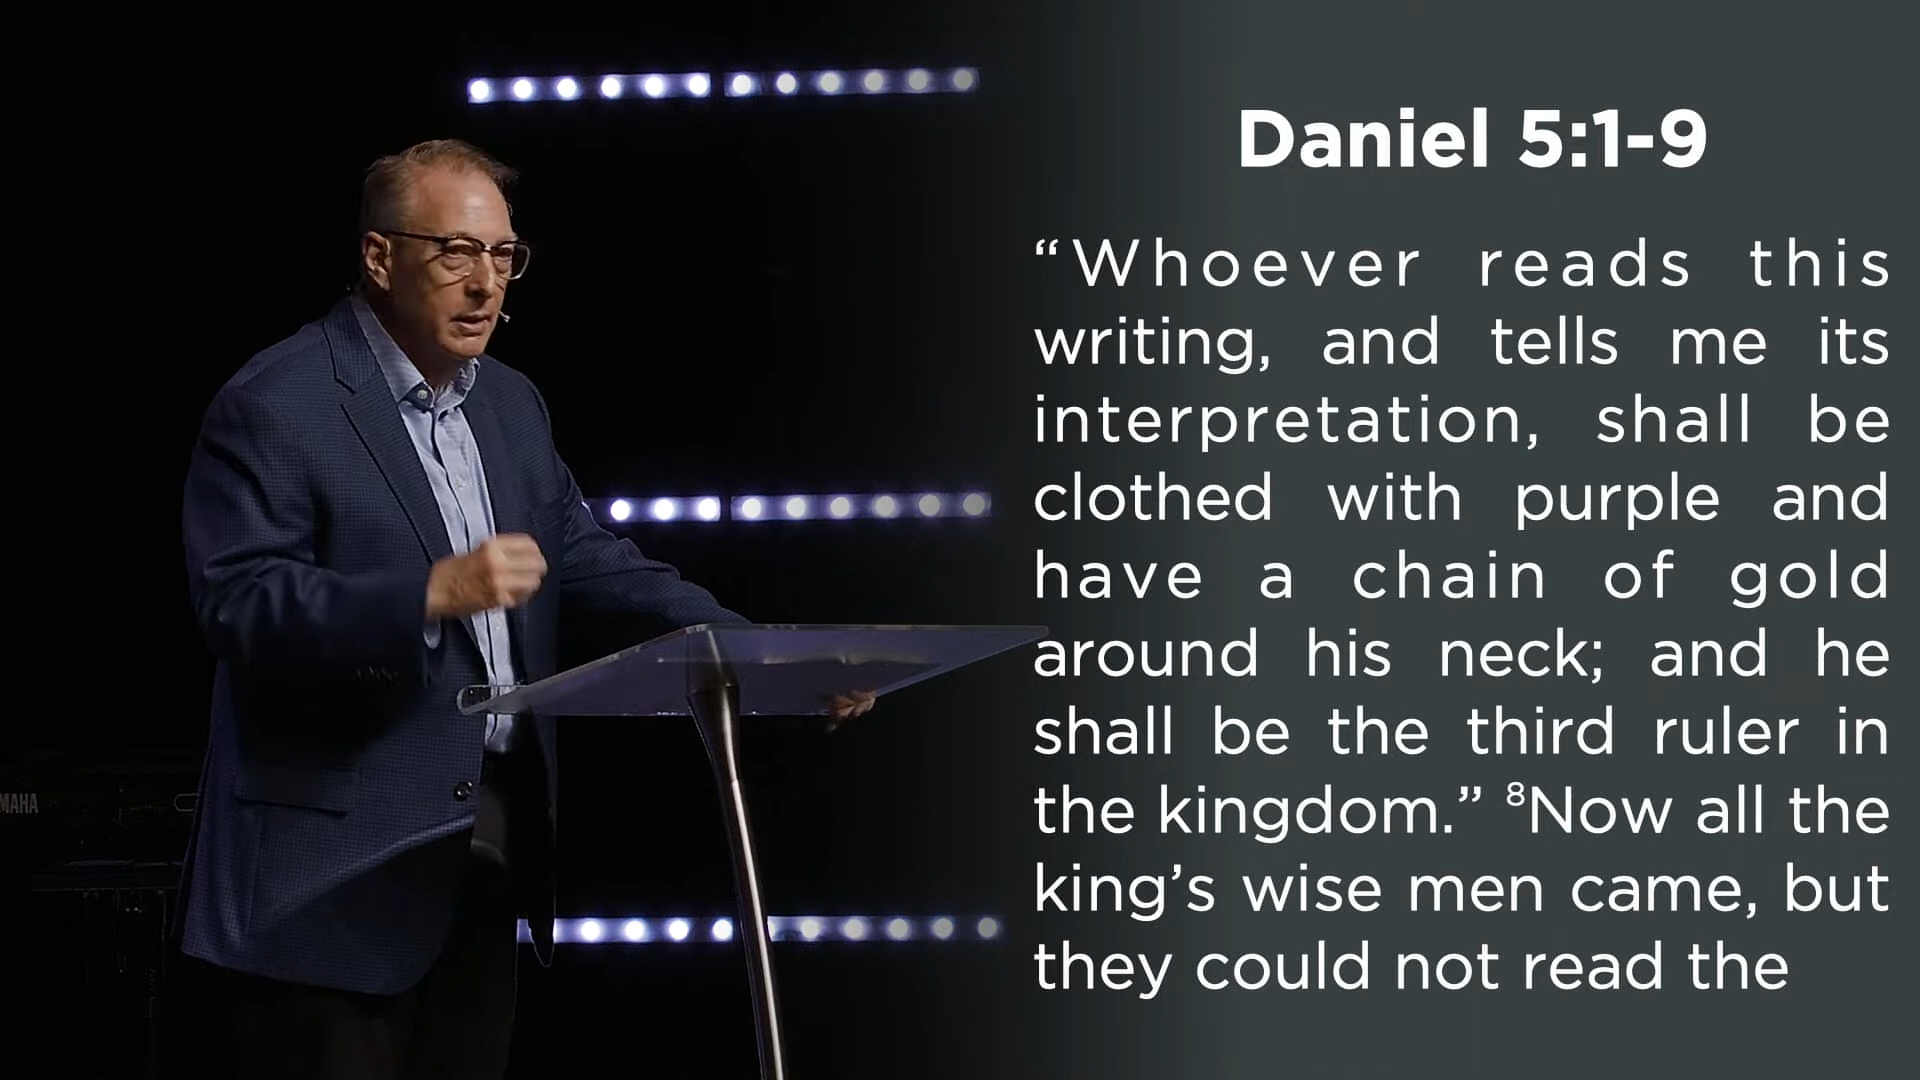 Daniel 5:1-9
“Whoever reads this
writing, and tells me its
interpretation, shall be
clothed with purple and
have a chain of gold
around his neck; and he
shall be the third ruler in
the kingdom.” ⁸Now all the
king’s wise men came, but
they could not read the
MAHA